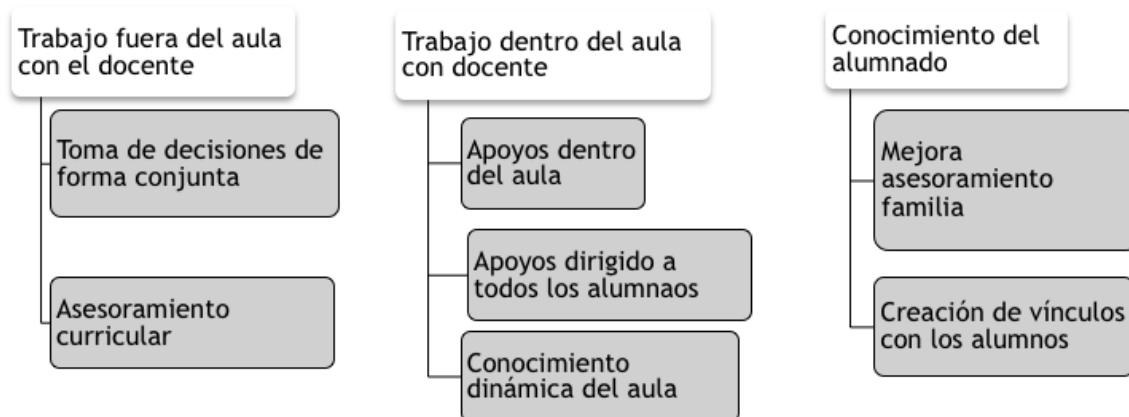 Trabajo fuera del aula
con el docente
Toma de decisiones de
forma conjunta
Asesoramiento
curricular
Trabajo dentro del aula
con docente
Apoyos dentro
del aula
Apoyos dirigido a
todos los alumnaos
Conocimiento
dinámica del aula
Conocimiento del
alumnado
Mejora
asesoramiento
familia
Creación de vínculos
con los alumnos